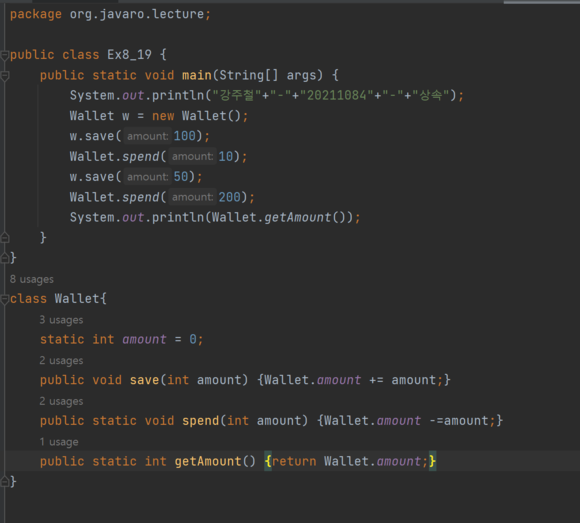 package org.javaro.lecture;
public class Ex8_19 {
public static void main(String[] args) {
System.out.println("강주철"+"-"+"20211084"+"-"+"상속");
Wallet w = new Wallet();
w.save( amount: 100);
Wallet.spend( amount: 10);
w.save( amount: 50);
Wallet.spend( amount: 200);
System.out.println(Wallet.getAmount());
}
}
8 usages
class Wallet{
3 usages
static int amount = 0;
2 usages
public void save(int amount) {Wallet.amount += amount;}
2 usages
public static void spend(int amount) {Wallet.amount -=amount;}
1 usage
public static int getAmount() {return Wallet.amount;}
}